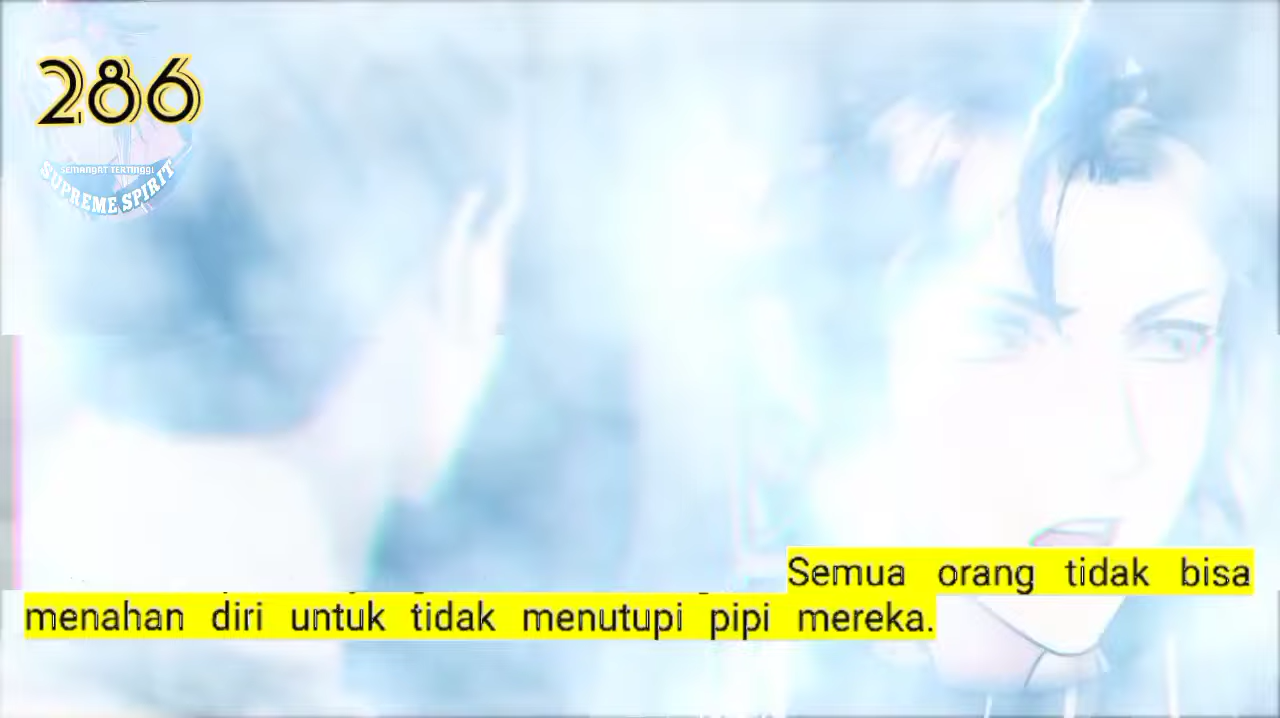 286
SEMANGAT TERTINGGI
SUPREME SPIRIT
Semua orang tidak bisa
menahan diri untuk tidak menutupi pipi mereka.